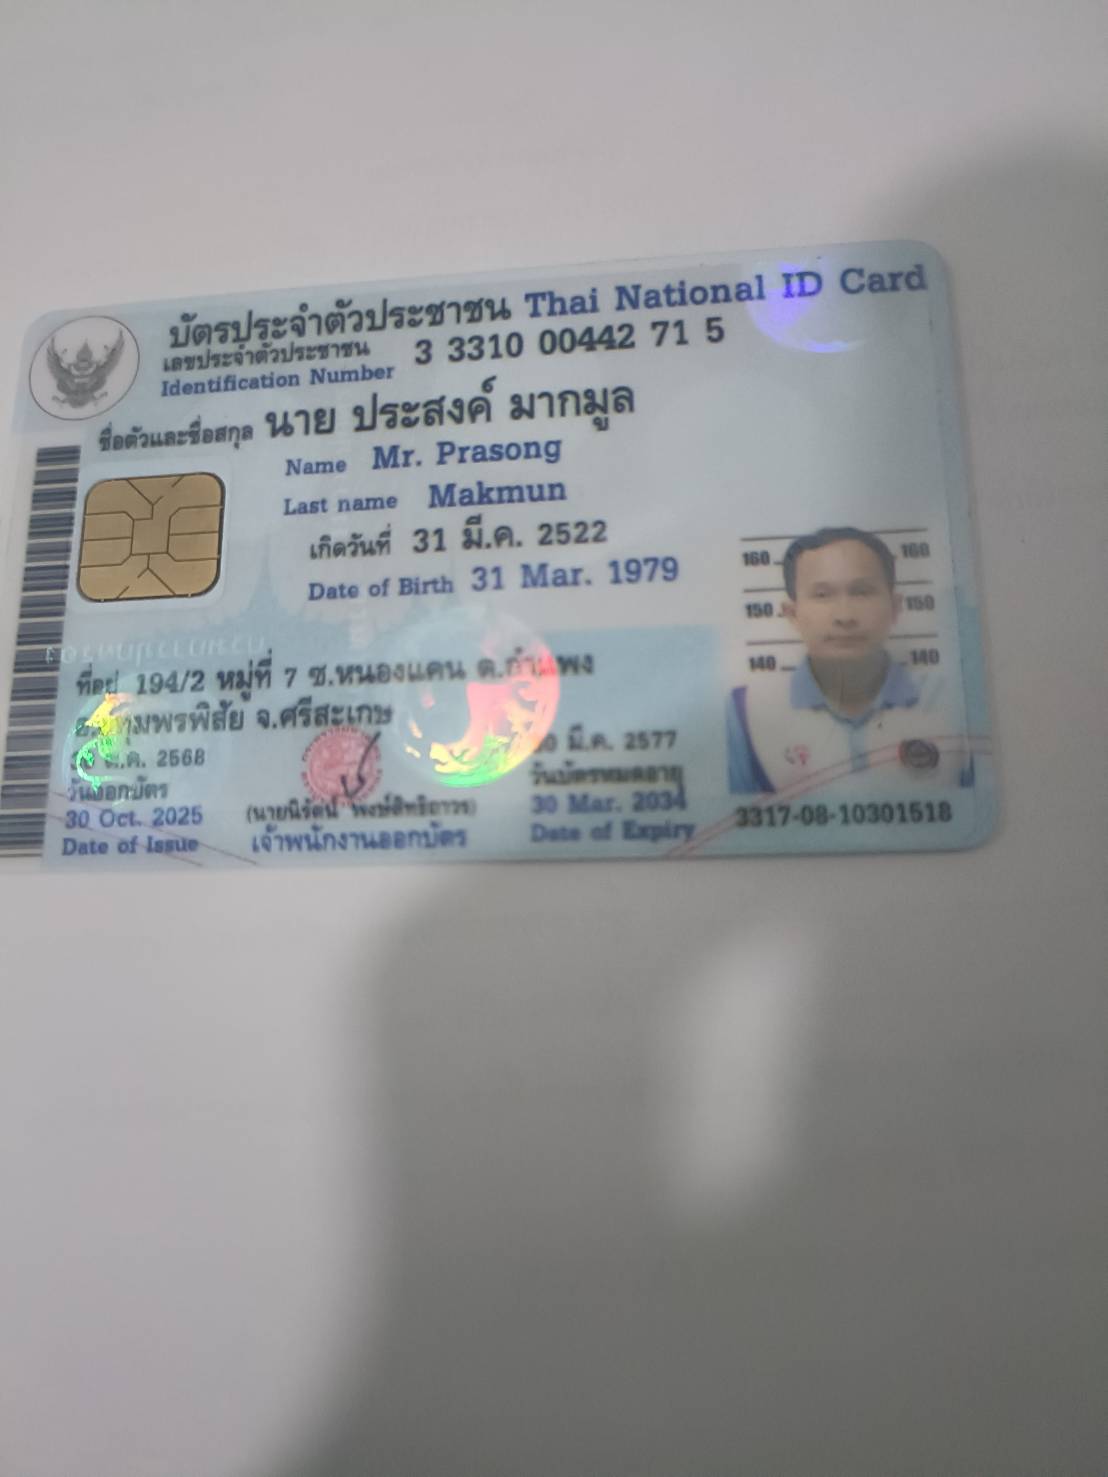 บัตรประจำตัวประชาชน Thai National ID Card
เลขประจำตัวประชาชน 3 3310 00442 71 5
Identification Number
ชื่อตัวและชื่อสกุล นาย ประสงค์ มากมูล
Name Mr. Prasong
Last name Makmun
เกิดวันที่ 31 มี.ค. 2522
Date of Birth 31 Mar. 1979
160 160
150 150
140 140
ที่อยู่ 194/2 หมู่ที่ 7 ซ.หนองแคน
จ.ศรีสะเกษ
2568
วันออกบัตร
30 Oct. 2025
Date of Issue
เจ้าพนักงานออกบัตร
มี.ค. 2577
วันบัตรหมดอายุ
30 Mar. 2034
Date of Expiry
3317-08-10301518